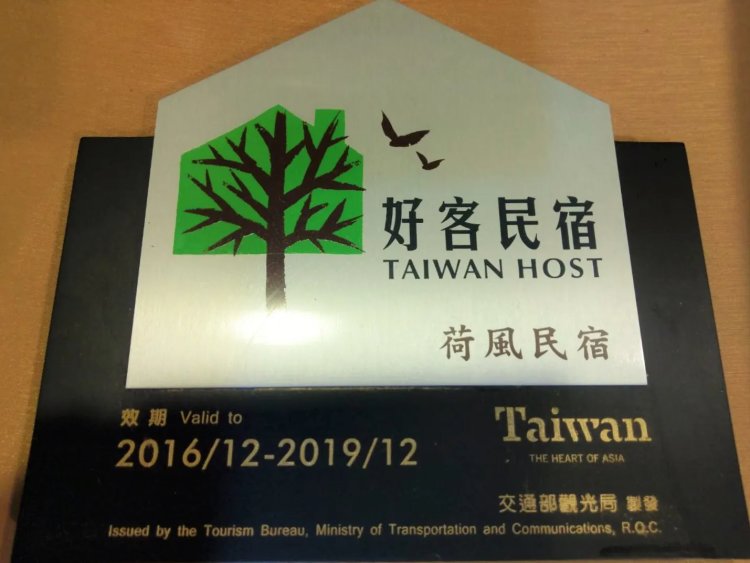 好客民宿
TAIWAN HOST
荷風民宿
效期 Valid to
2016/12-2019/12
Taiwan
THE HEART OF ASIA
交通部觀光局 製發
Issued by the Tourism Bureau, Ministry of Transportation and Communications, R.O.C.